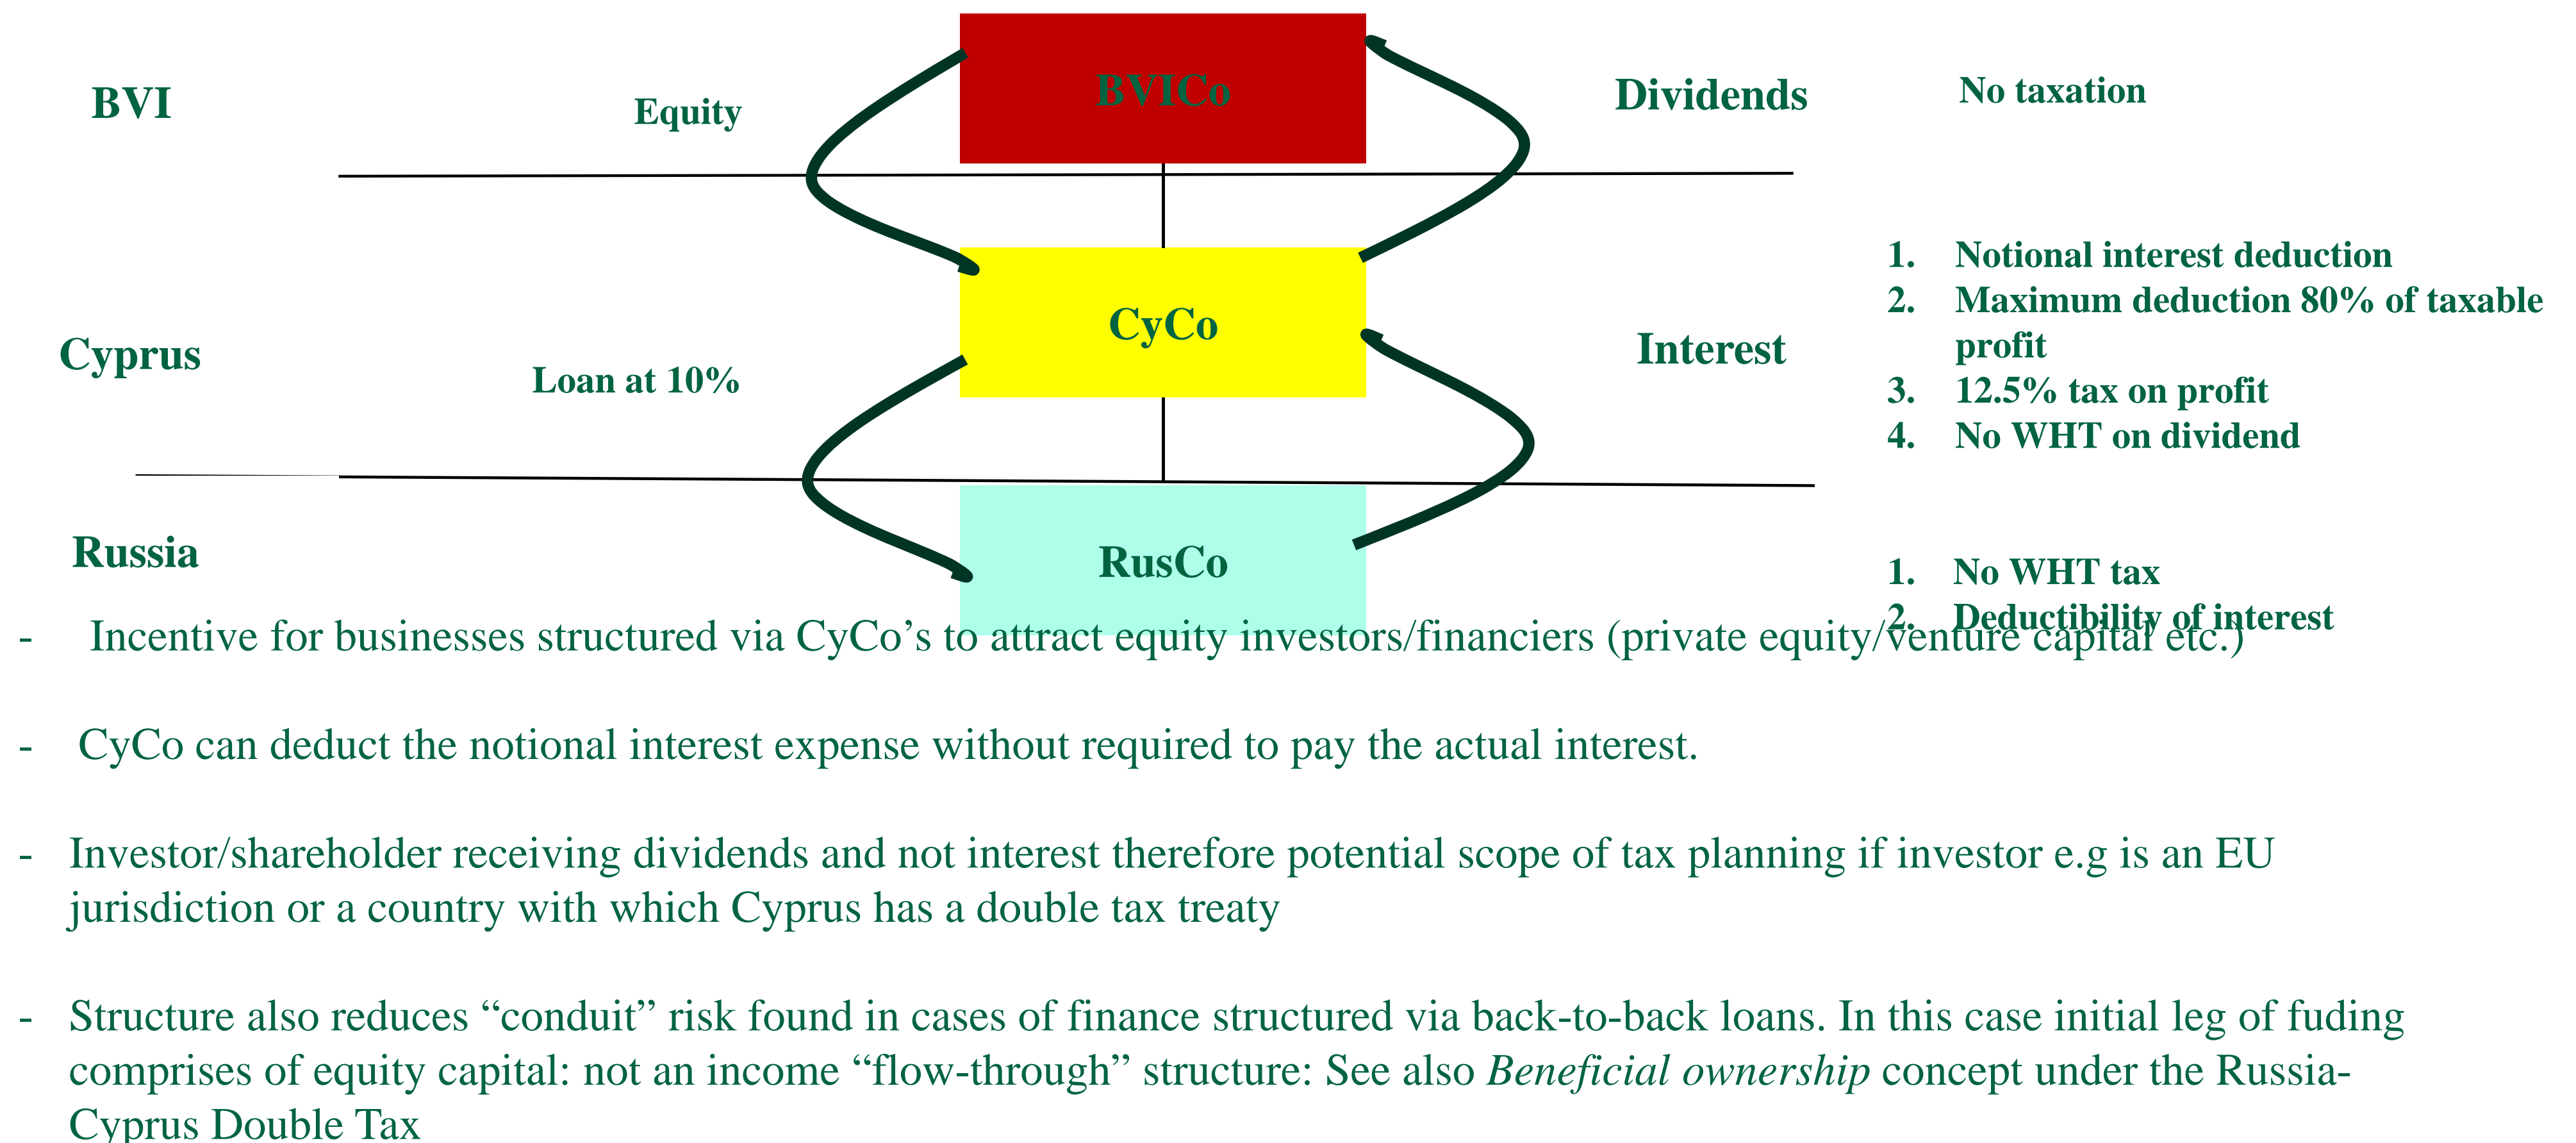 BVI
Equity
BVICo
Dividends
No taxation
Cyprus
Loan at 10%
CyCo
Interest
1. Notional interest deduction
2. Maximum deduction 80% of taxable
profit
3. 12.5% tax on profit
4. No WHT on dividend
Russia
RusCo
1. No WHT tax
2. Deductibility of interest
- Incentive for businesses structured via CyCo’s to attract equity investors/financiers (private equity/venture capital etc.)
- CyCo can deduct the notional interest expense without required to pay the actual interest.
- Investor/shareholder receiving dividends and not interest therefore potential scope of tax planning if investor e.g is an EU
jurisdiction or a country with which Cyprus has a double tax treaty
- Structure also reduces “conduit” risk found in cases of finance structured via back-to-back loans. In this case initial leg of fuding
comprises of equity capital: not an income “flow-through” structure: See also Beneficial ownership concept under the Russia-
Cyprus Double Tax